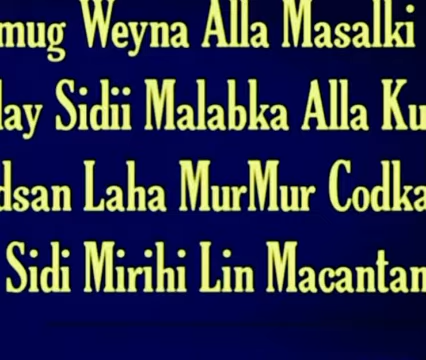 mug Weyna Alla Masalki
lay Sidii Malabka Alla Ku
dsan Laha MurMur Codka
Sidi Mirihi Lin Macantan